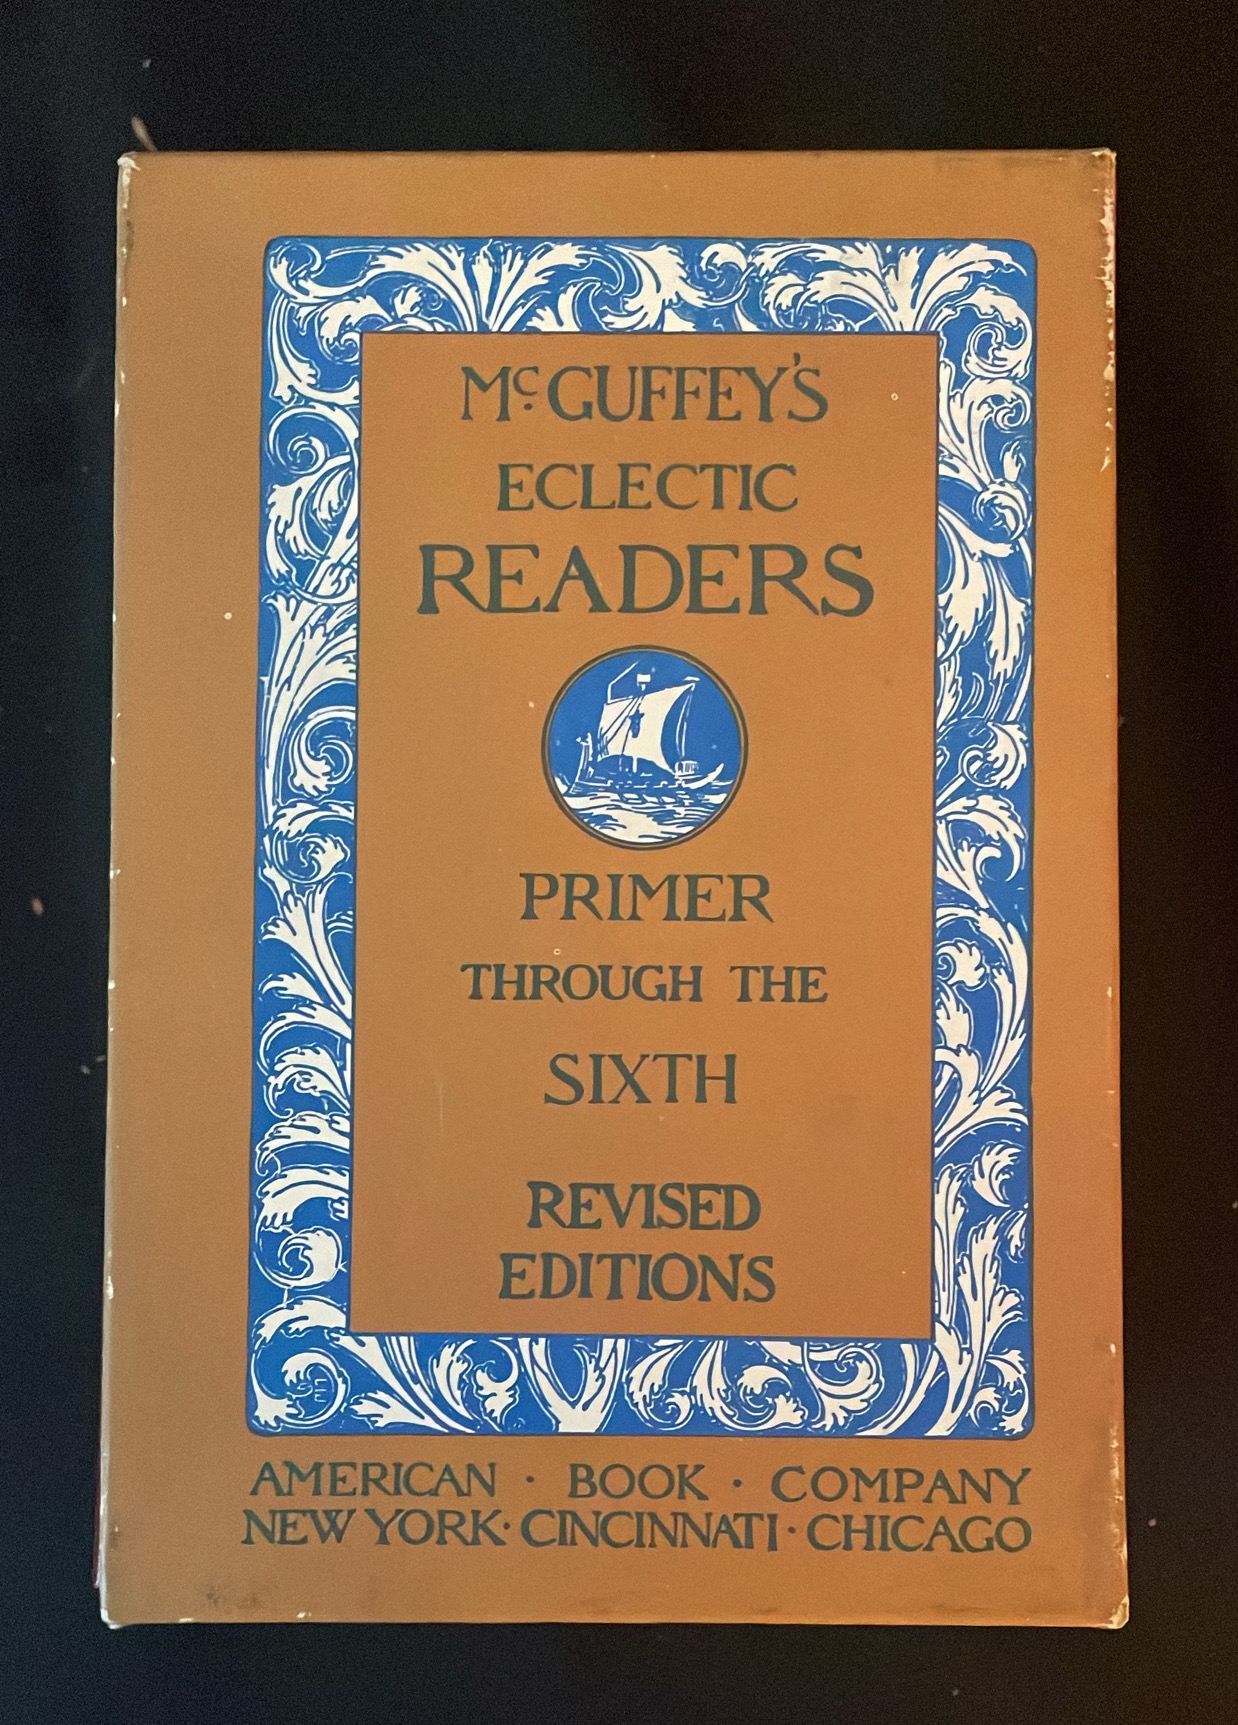 McGUFFEY'S
ECLECTIC
READERS
PRIMER
THROUGH THE
SIXTH
REVISED
EDITIONS
AMERICAN · BOOK · COMPANY
NEW YORK · CINCINNATI · CHICAGO